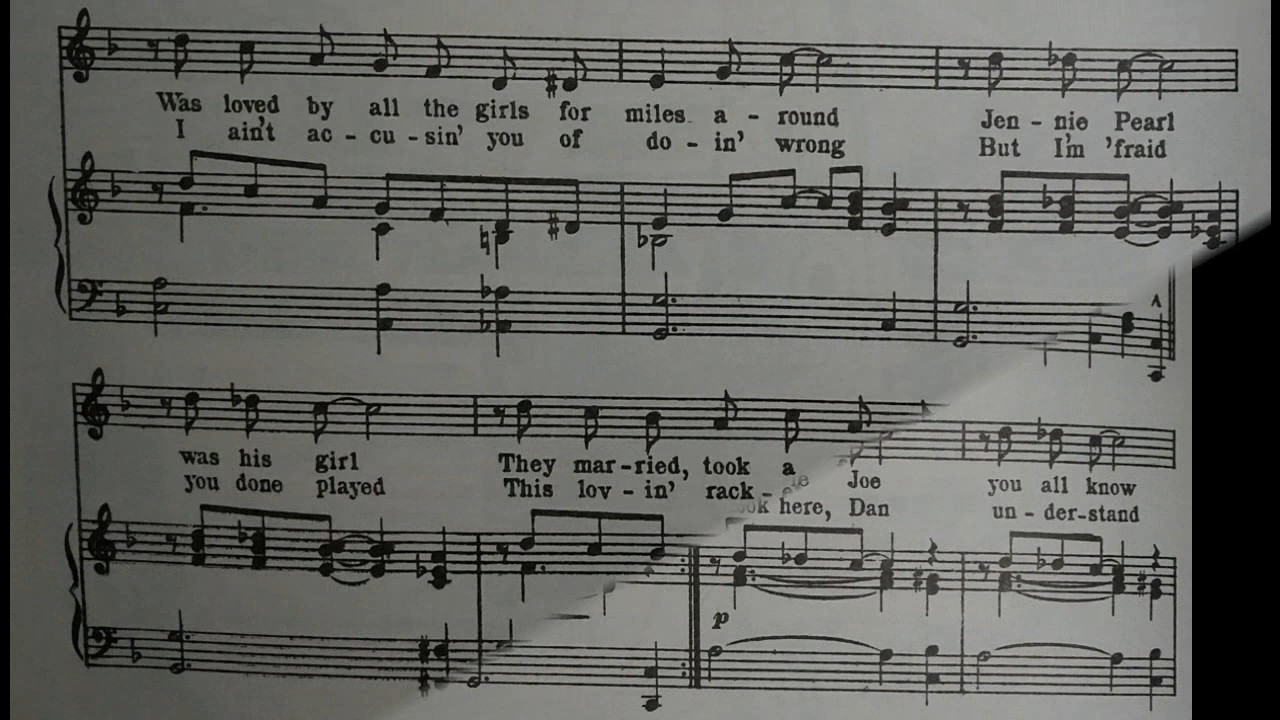 Was loved by all the girls for miles a - round Jen - nie Pearl
I ain't ac - cu - sin' you of do - in' wrong But I'm 'fraid
was his girl They mar - ried, took a Joe you all know
you done played This lov - in' rack - here, Dan un - der - stand
p